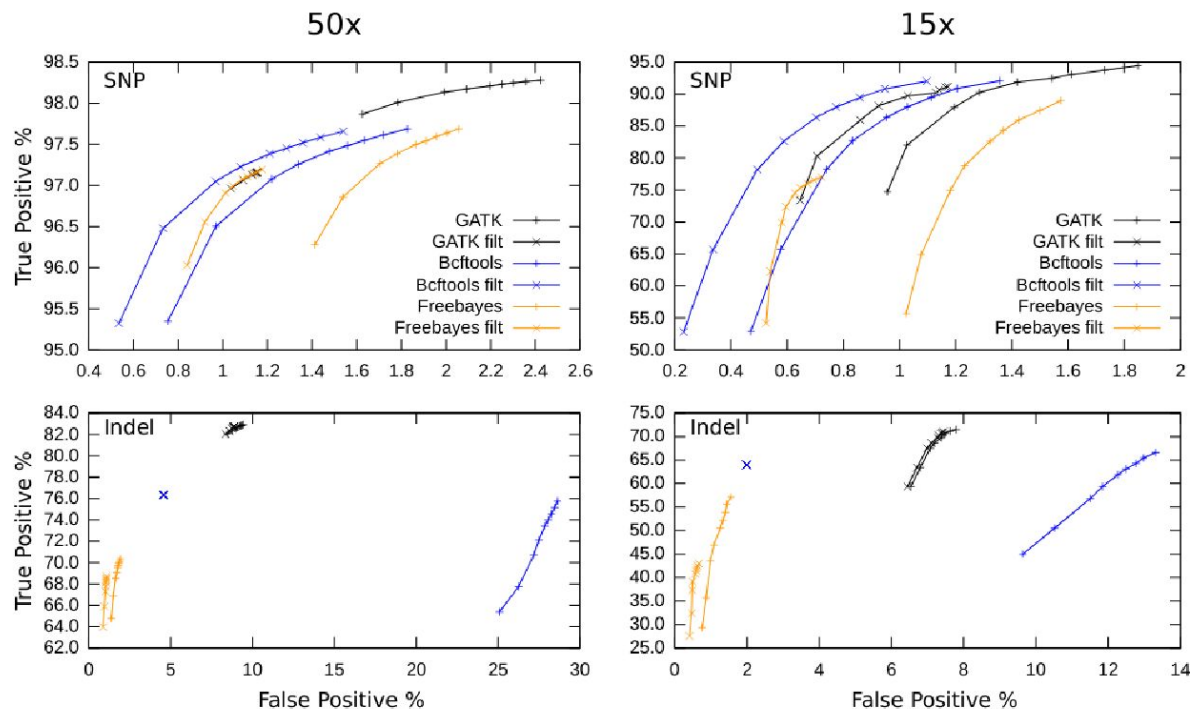 50x
15x
98.5
98.0
97.5
97.0
96.5
96.0
95.5
95.0
True Positive %
SNP
GATK
GATK filt
Bcftools
Bcftools filt
Freebayes
Freebayes filt
0.4 0.6 0.8 1 1.2 1.4 1.6 1.8 2 2.2 2.4 2.6
95.0
90.0
85.0
80.0
75.0
70.0
65.0
60.0
55.0
50.0
SNP
GATK
GATK filt
Bcftools
Bcftools filt
Freebayes
Freebayes filt
0.2 0.4 0.6 0.8 1 1.2 1.4 1.6 1.8 2
84.0
82.0
80.0
78.0
76.0
74.0
72.0
70.0
68.0
66.0
64.0
62.0
True Positive %
Indel
0 5 10 15 20 25 30
False Positive %
75.0
70.0
65.0
60.0
55.0
50.0
45.0
40.0
35.0
30.0
25.0
Indel
0 2 4 6 8 10 12 14
False Positive %